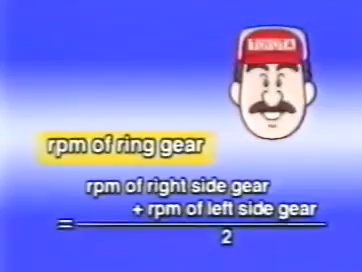 TOYOTA
rpm of ring gear
rpm of right side gear
+ rpm of left side gear
=
2